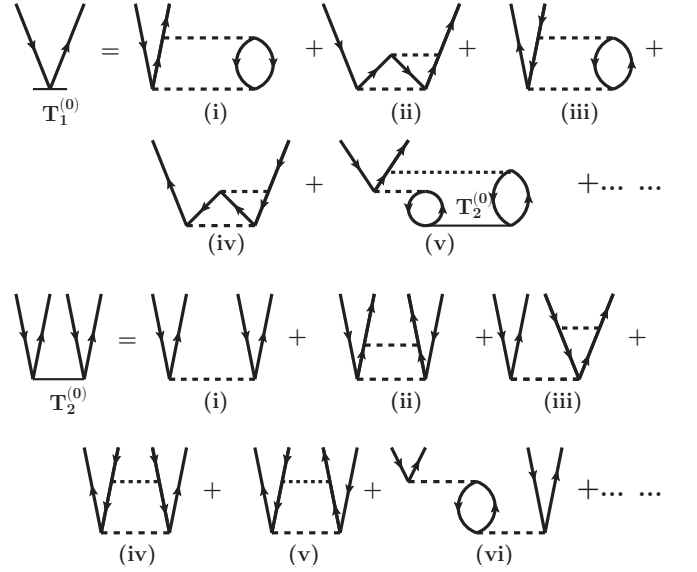 = + + +
T₁⁽⁰⁾ (i) (ii) (iii)
+ T₂⁽⁰⁾ +... ...
(iv) (v)
= + + +
T₂⁽⁰⁾ (i) (ii) (iii)
+ + +... ...
(iv) (v) (vi)